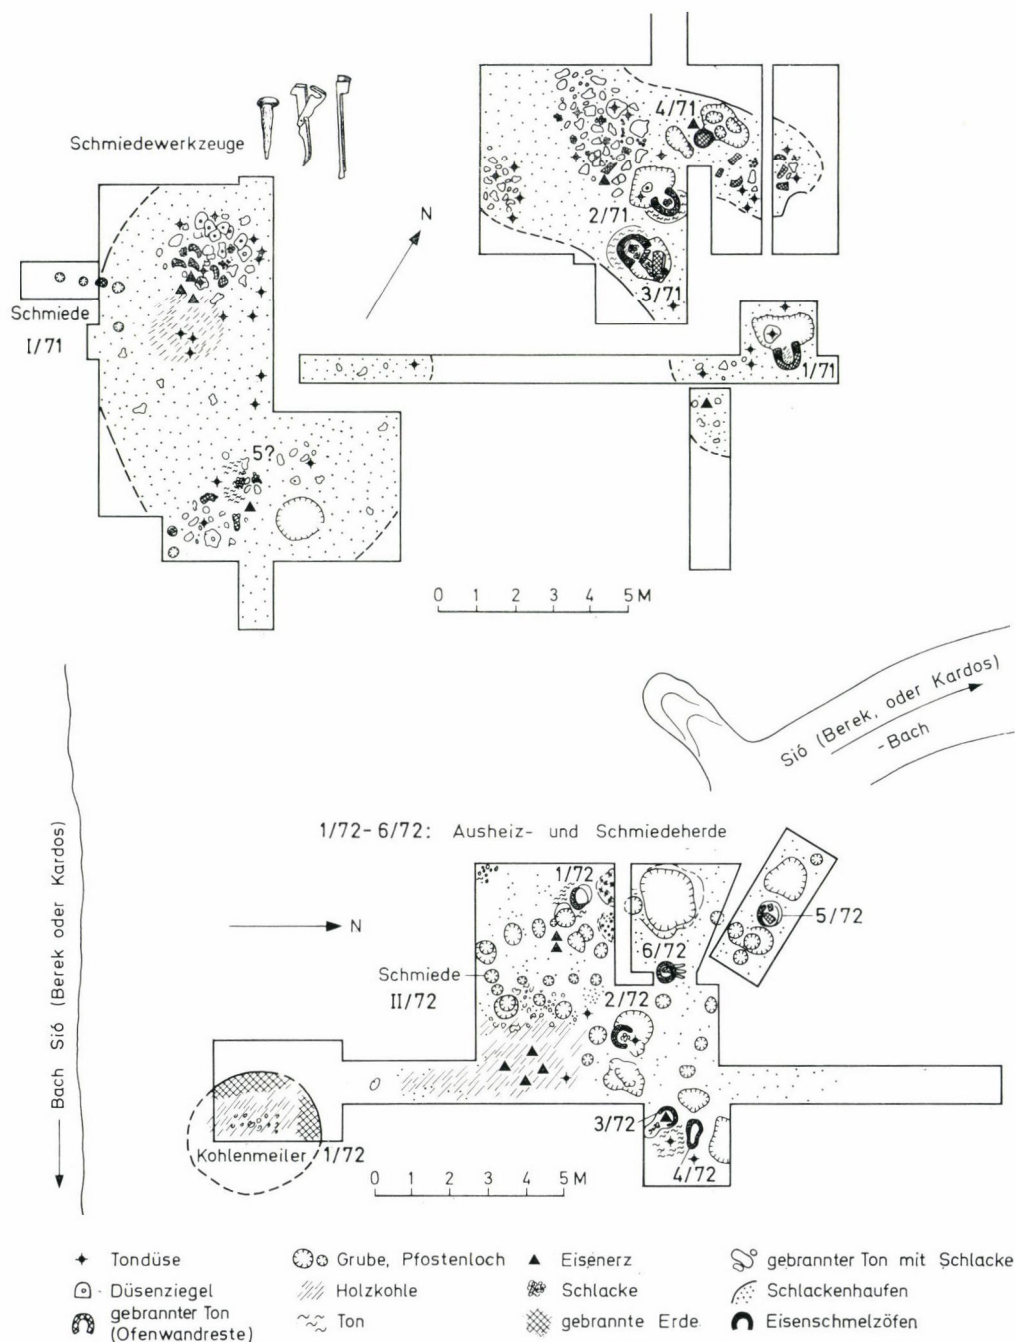 Schmiedewerkzeuge
4/71
N
2/71
3/71
Schmiede
I/71
1/71
5?
0 1 2 3 4 5 M
Sió (Berek, oder Kardos)
-Bach
1/72-6/72: Ausheiz- und Schmiedeherde
Bach Sió (Berek oder Kardos)
1/72
N
5/72
6/72
Schmiede
II/72
2/72
3/72
Kohlenmeiler 1/72
4/72
0 1 2 3 4 5 M
Tondüse
Grube, Pfostenloch
Eisenerz
gebrannter Ton mit Schlacke
Düsenziegel
Holzkohle
Schlacke
Schlackenhaufen
gebrannter Ton
(Ofenwandreste)
Ton
gebrannte Erde
Eisenschmelzöfen